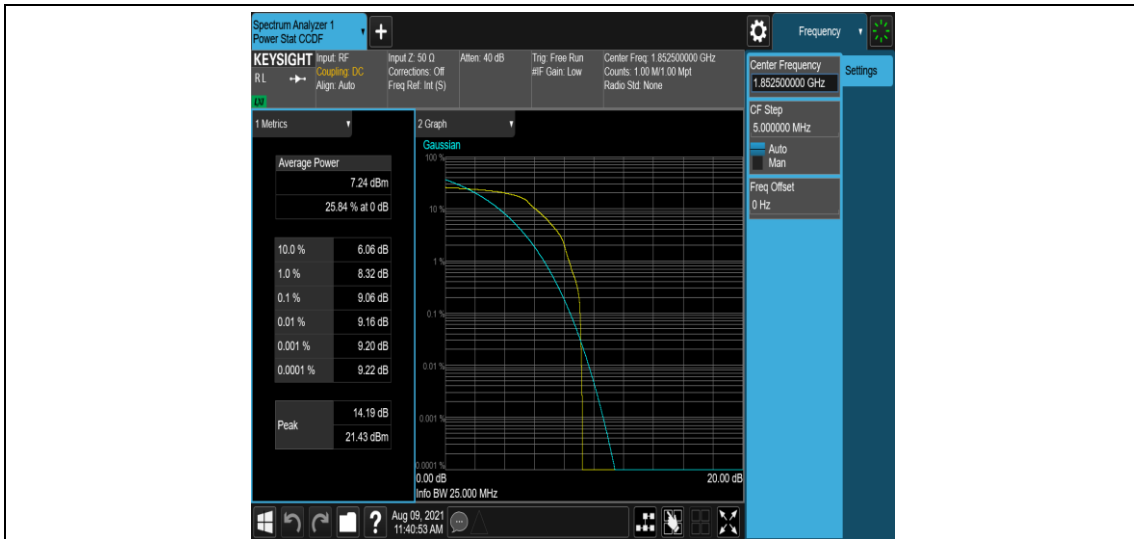 Spectrum Analyzer 1
Power Stat CCDF
+
Frequency
KEYSIGHT
RL
LM
Input: RF
Coupling: DC
Align: Auto
Input Z: 50 Ω
Corrections: Off
Freq Ref: Int (S)
Atten: 40 dB
Trig: Free Run
#IF Gain: Low
Center Freq: 1.852500000 GHz
Counts: 1.00 M/1.00 Mpt
Radio Std: None
Center Frequency
1.852500000 GHz
Settings
CF Step
5.000000 MHz
Auto
Man
Freq Offset
0 Hz
1 Metrics
Average Power
7.24 dBm
25.84 % at 0 dB
10.0 % 6.06 dB
1.0 % 8.32 dB
0.1 % 9.06 dB
0.01 % 9.16 dB
0.001 % 9.20 dB
0.0001 % 9.22 dB
Peak
14.19 dB
21.43 dBm
2 Graph
Gaussian
100 %
10 %
1 %
0.1 %
0.01 %
0.001 %
0.0001 %
0.00 dB 20.00 dB
Info BW 25.000 MHz
?
Aug 09, 2021
11:40:53 AM